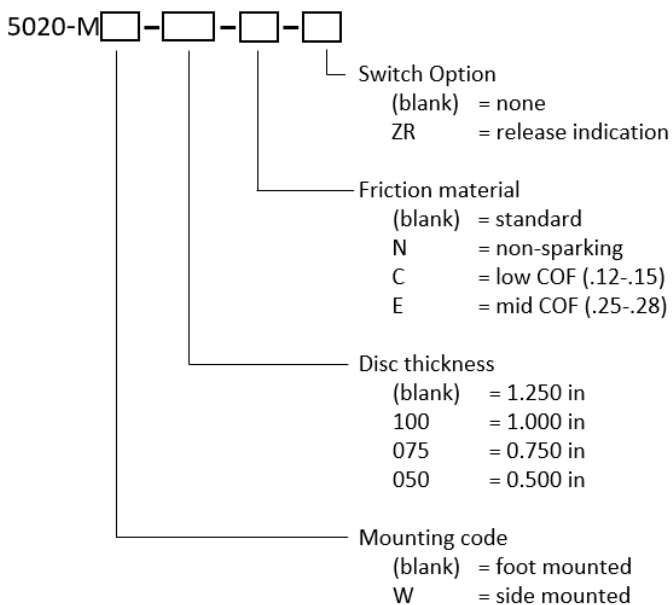 5020-M - - -
Switch Option
(blank) = none
ZR = release indication
Friction material
(blank) = standard
N = non-sparking
C = low COF (.12-.15)
E = mid COF (.25-.28)
Disc thickness
(blank) = 1.250 in
100 = 1.000 in
075 = 0.750 in
050 = 0.500 in
Mounting code
(blank) = foot mounted
W = side mounted